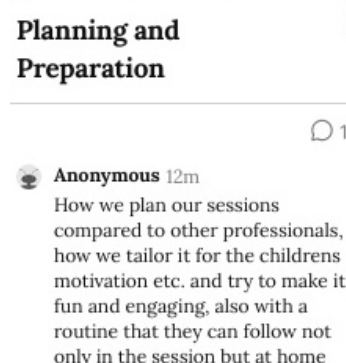 Planning and
Preparation
1
Anonymous 12m
How we plan our sessions
compared to other professionals,
how we tailor it for the childrens
motivation etc. and try to make it
fun and engaging, also with a
routine that they can follow not
only in the session but at home